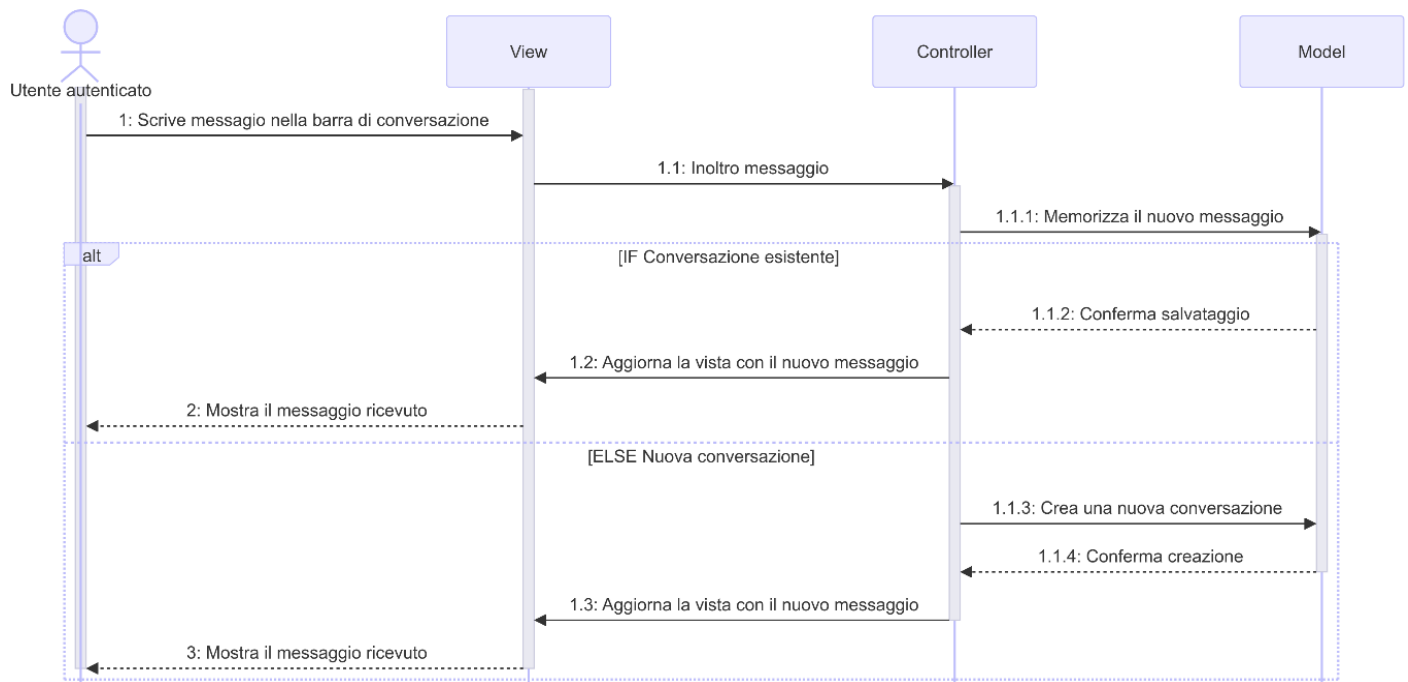 View
Controller
Model
Utente autenticato
1: Scrive messagio nella barra di conversazione
1.1: Inoltro messaggio
1.1.1: Memorizza il nuovo messaggio
alt
[IF Conversazione esistente]
1.1.2: Conferma salvataggio
1.2: Aggiorna la vista con il nuovo messaggio
2: Mostra il messaggio ricevuto
[ELSE Nuova conversazione]
1.1.3: Crea una nuova conversazione
1.1.4: Conferma creazione
1.3: Aggiorna la vista con il nuovo messaggio
3: Mostra il messaggio ricevuto